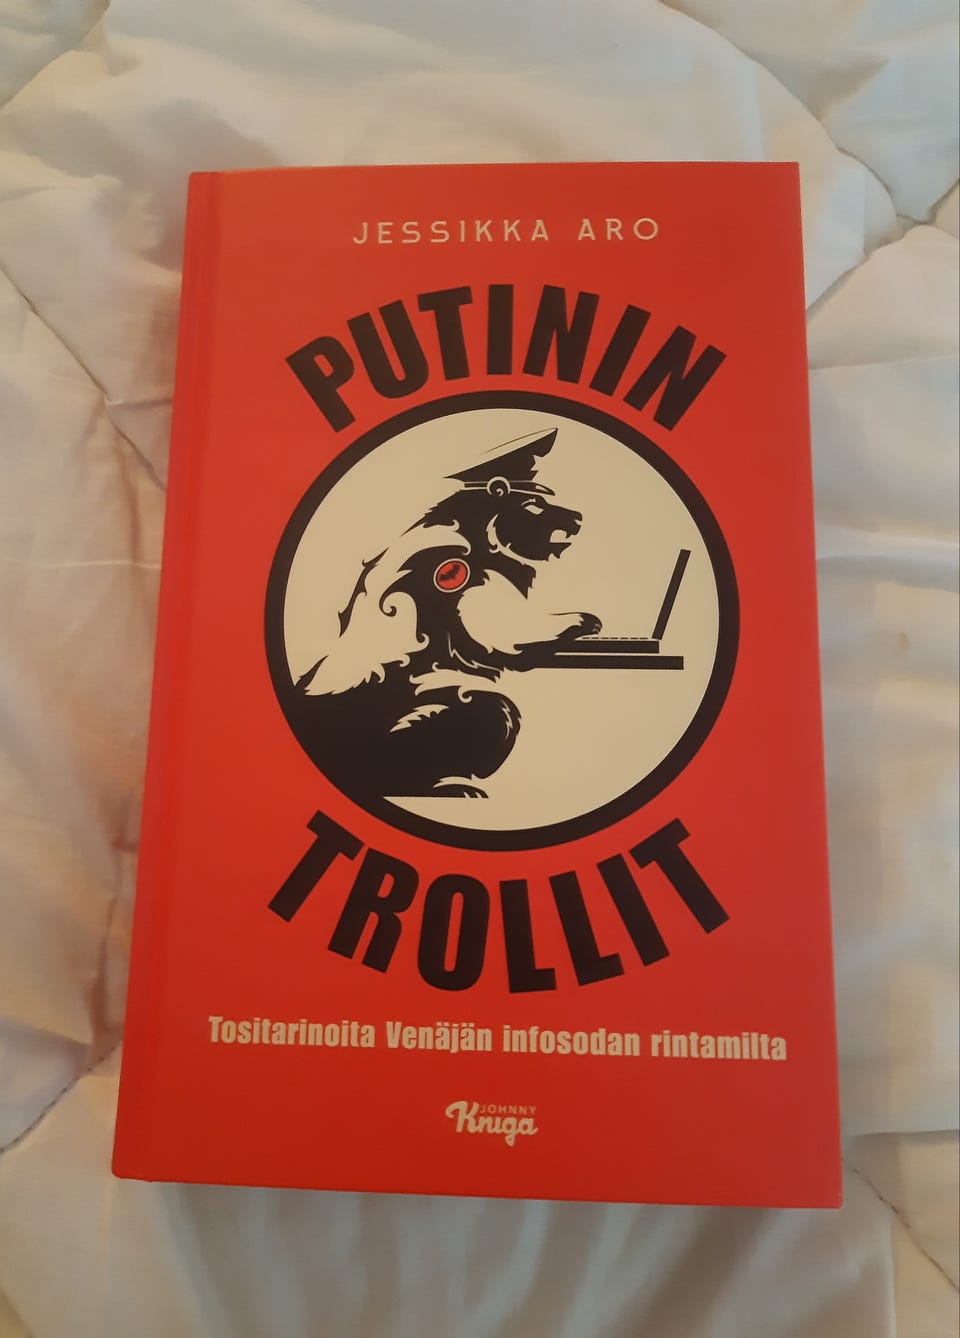 JESSIKKA ARO
PUTININ
TROLLIT
Tositarinoita Venäjän infosodan rintamilta
JOHNNY
Kniga